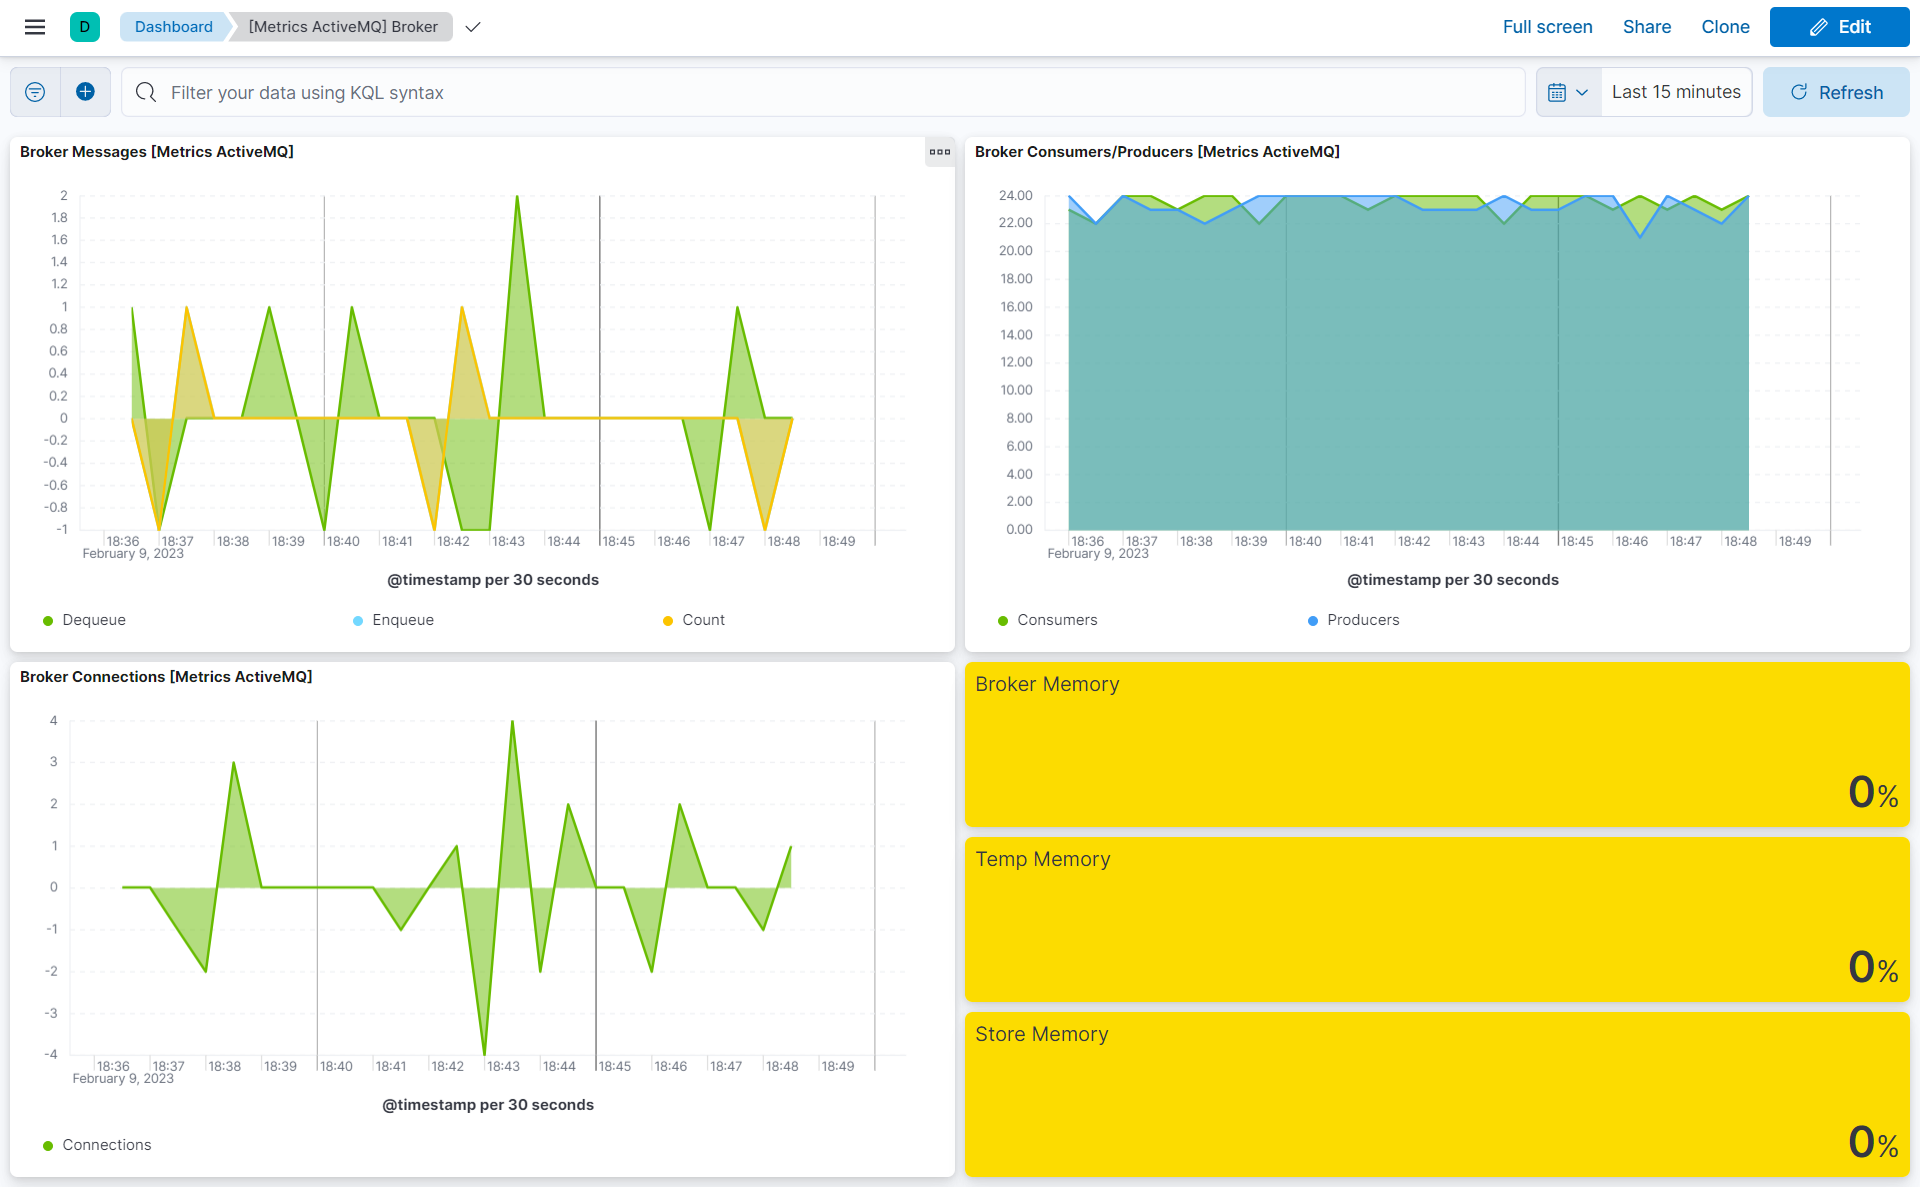 D
Dashboard
[Metrics ActiveMQ] Broker
Full screen
Share
Clone
Edit
Filter your data using KQL syntax
Last 15 minutes
Refresh
Broker Messages [Metrics ActiveMQ]
2
1.8
1.6
1.4
1.2
1
0.8
0.6
0.4
0.2
0
-0.2
-0.4
-0.6
-0.8
-1
18:36 18:37 18:38 18:39 18:40 18:41 18:42 18:43 18:44 18:45 18:46 18:47 18:48 18:49
February 9, 2023
@timestamp per 30 seconds
Dequeue
Enqueue
Count
Broker Consumers/Producers [Metrics ActiveMQ]
24.00
22.00
20.00
18.00
16.00
14.00
12.00
10.00
8.00
6.00
4.00
2.00
0.00
18:36 18:37 18:38 18:39 18:40 18:41 18:42 18:43 18:44 18:45 18:46 18:47 18:48 18:49
February 9, 2023
@timestamp per 30 seconds
Consumers
Producers
Broker Connections [Metrics ActiveMQ]
4
3
2
1
0
-1
-2
-3
-4
18:36 18:37 18:38 18:39 18:40 18:41 18:42 18:43 18:44 18:45 18:46 18:47 18:48 18:49
February 9, 2023
@timestamp per 30 seconds
Connections
Broker Memory
0%
Temp Memory
0%
Store Memory
0%